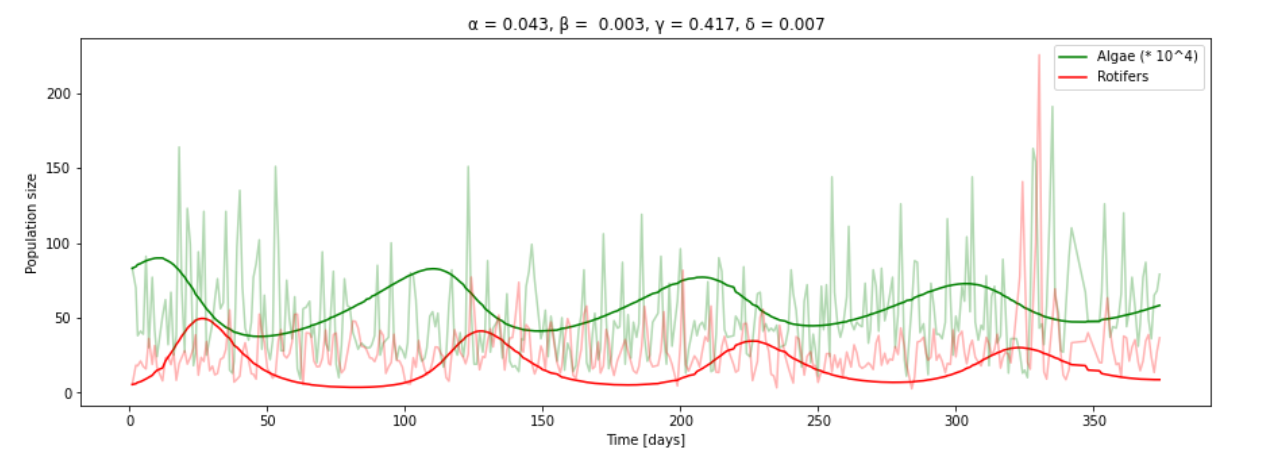 α = 0.043, β =  0.003, γ = 0.417, δ = 0.007
Algae (* 10^4)
Rotifers
Population size
200
150
100
50
0
0 50 100 150 200 250 300 350
Time [days]